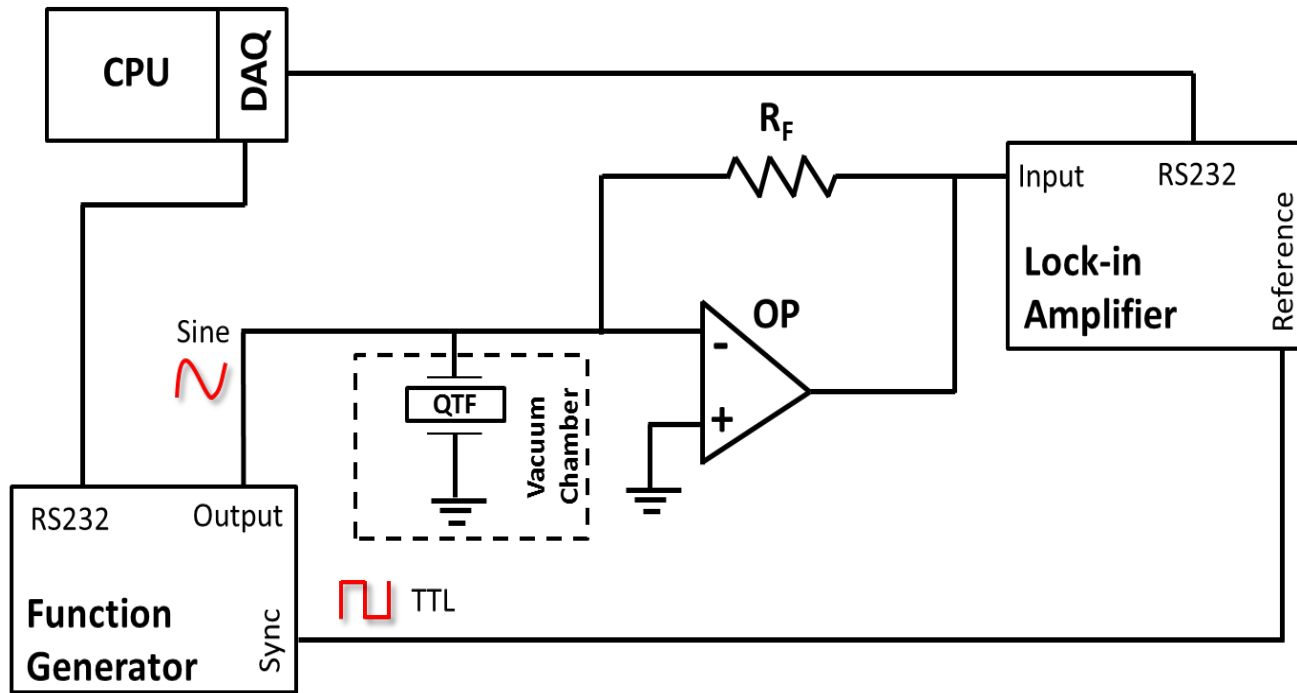 CPU
DAQ
R_F
Input
RS232
Reference
Lock-in
Amplifier
Sine
OP
-
+
QTF
Vacuum
Chamber
RS232
Output
Function
Generator
Sync
TTL